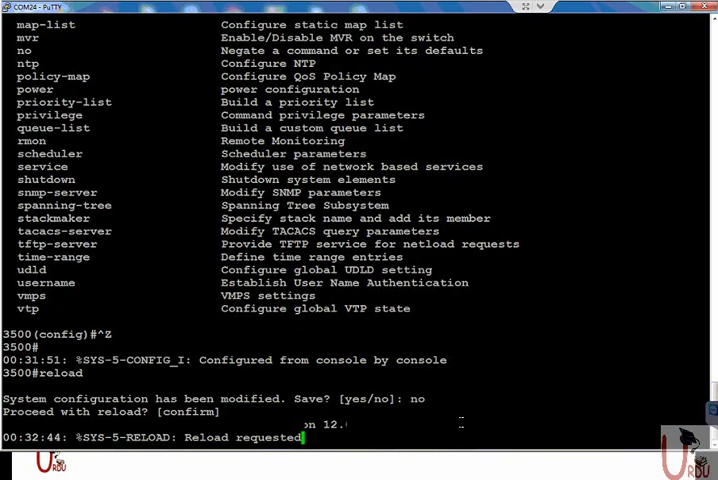 COM24 - PuTTY
map-list Configure static map list
mvr Enable/Disable MVR on the switch
no Negate a command or set its defaults
ntp Configure NTP
policy-map Configure QoS Policy Map
power power configuration
priority-list Build a priority list
privilege Command privilege parameters
queue-list Build a custom queue list
rmon Remote Monitoring
scheduler Scheduler parameters
service Modify use of network based services
shutdown Shutdown system elements
snmp-server Modify SNMP parameters
spanning-tree Spanning Tree Subsystem
stackmaker Specify stack name and add its member
tacacs-server Modify TACACS query parameters
tftp-server Provide TFTP service for netload requests
time-range Define time range entries
udld Configure global UDLD setting
username Establish User Name Authentication
vmps VMPS settings
vtp Configure global VTP state
3500(config)#^Z
3500#
00:31:51: %SYS-5-CONFIG_I: Configured from console by console
3500#reload
System configuration has been modified. Save? [yes/no]: no
Proceed with reload? [confirm]
on 12.
00:32:44: %SYS-5-RELOAD: Reload requested
URDU
URDU